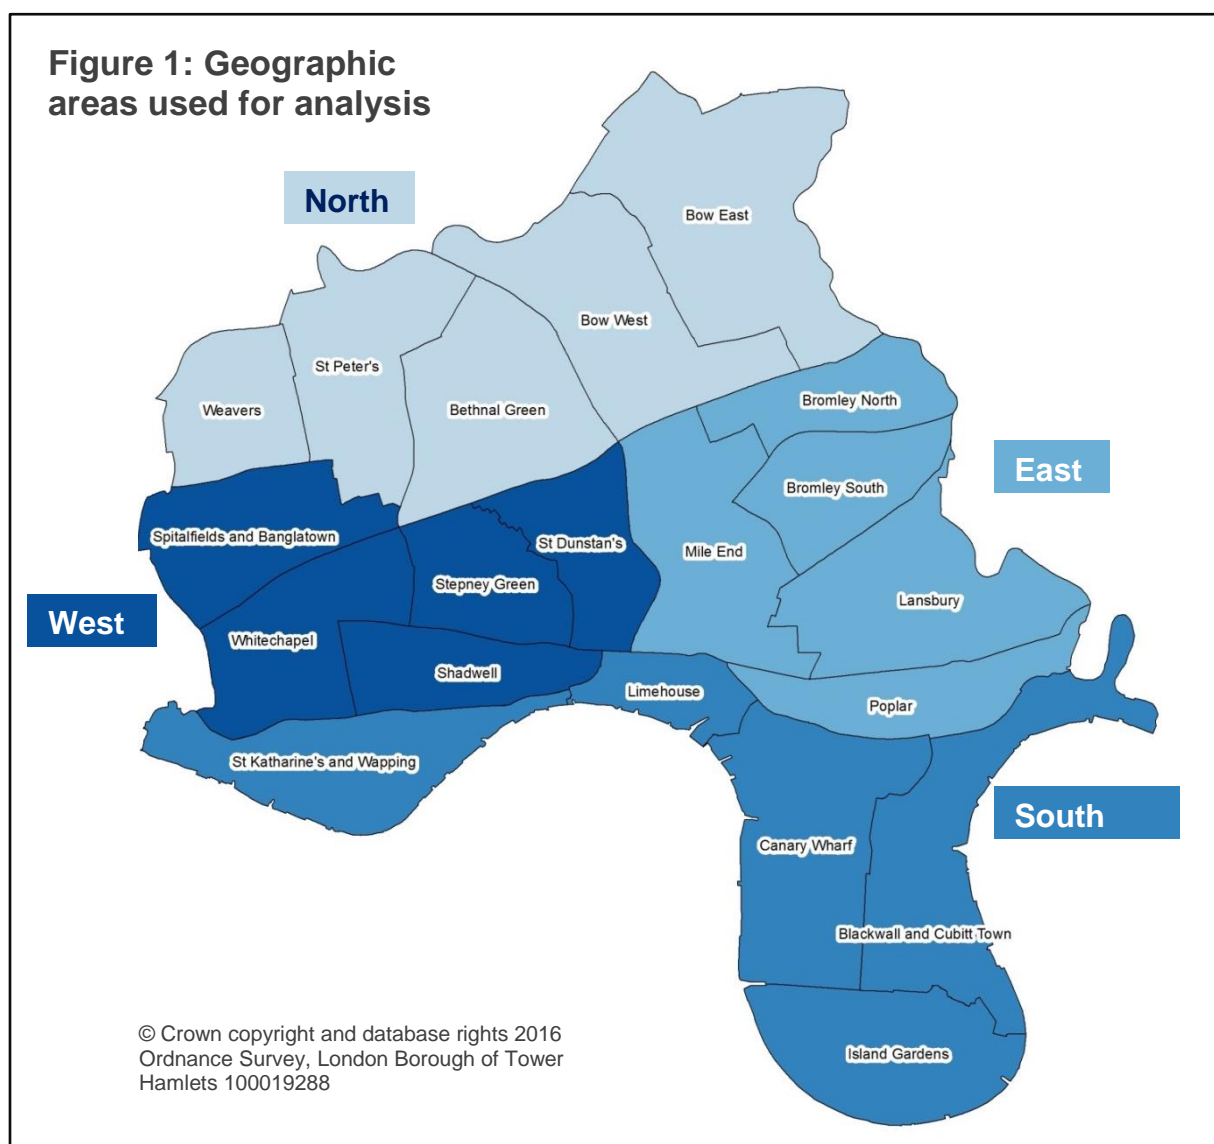 Figure 1: Geographic
areas used for analysis
North
Bow East
Bow West
St Peter's
Weavers
Bethnal Green
Bromley North
East
Bromley South
Spitalfields and Banglatown
St Dunstan's
Mile End
Stepney Green
Lansbury
West
Whitechapel
Shadwell
Limehouse
Poplar
St Katharine's and Wapping
South
Canary Wharf
Blackwall and Cubitt Town
Island Gardens
© Crown copyright and database rights 2016
Ordnance Survey, London Borough of Tower
Hamlets 100019288